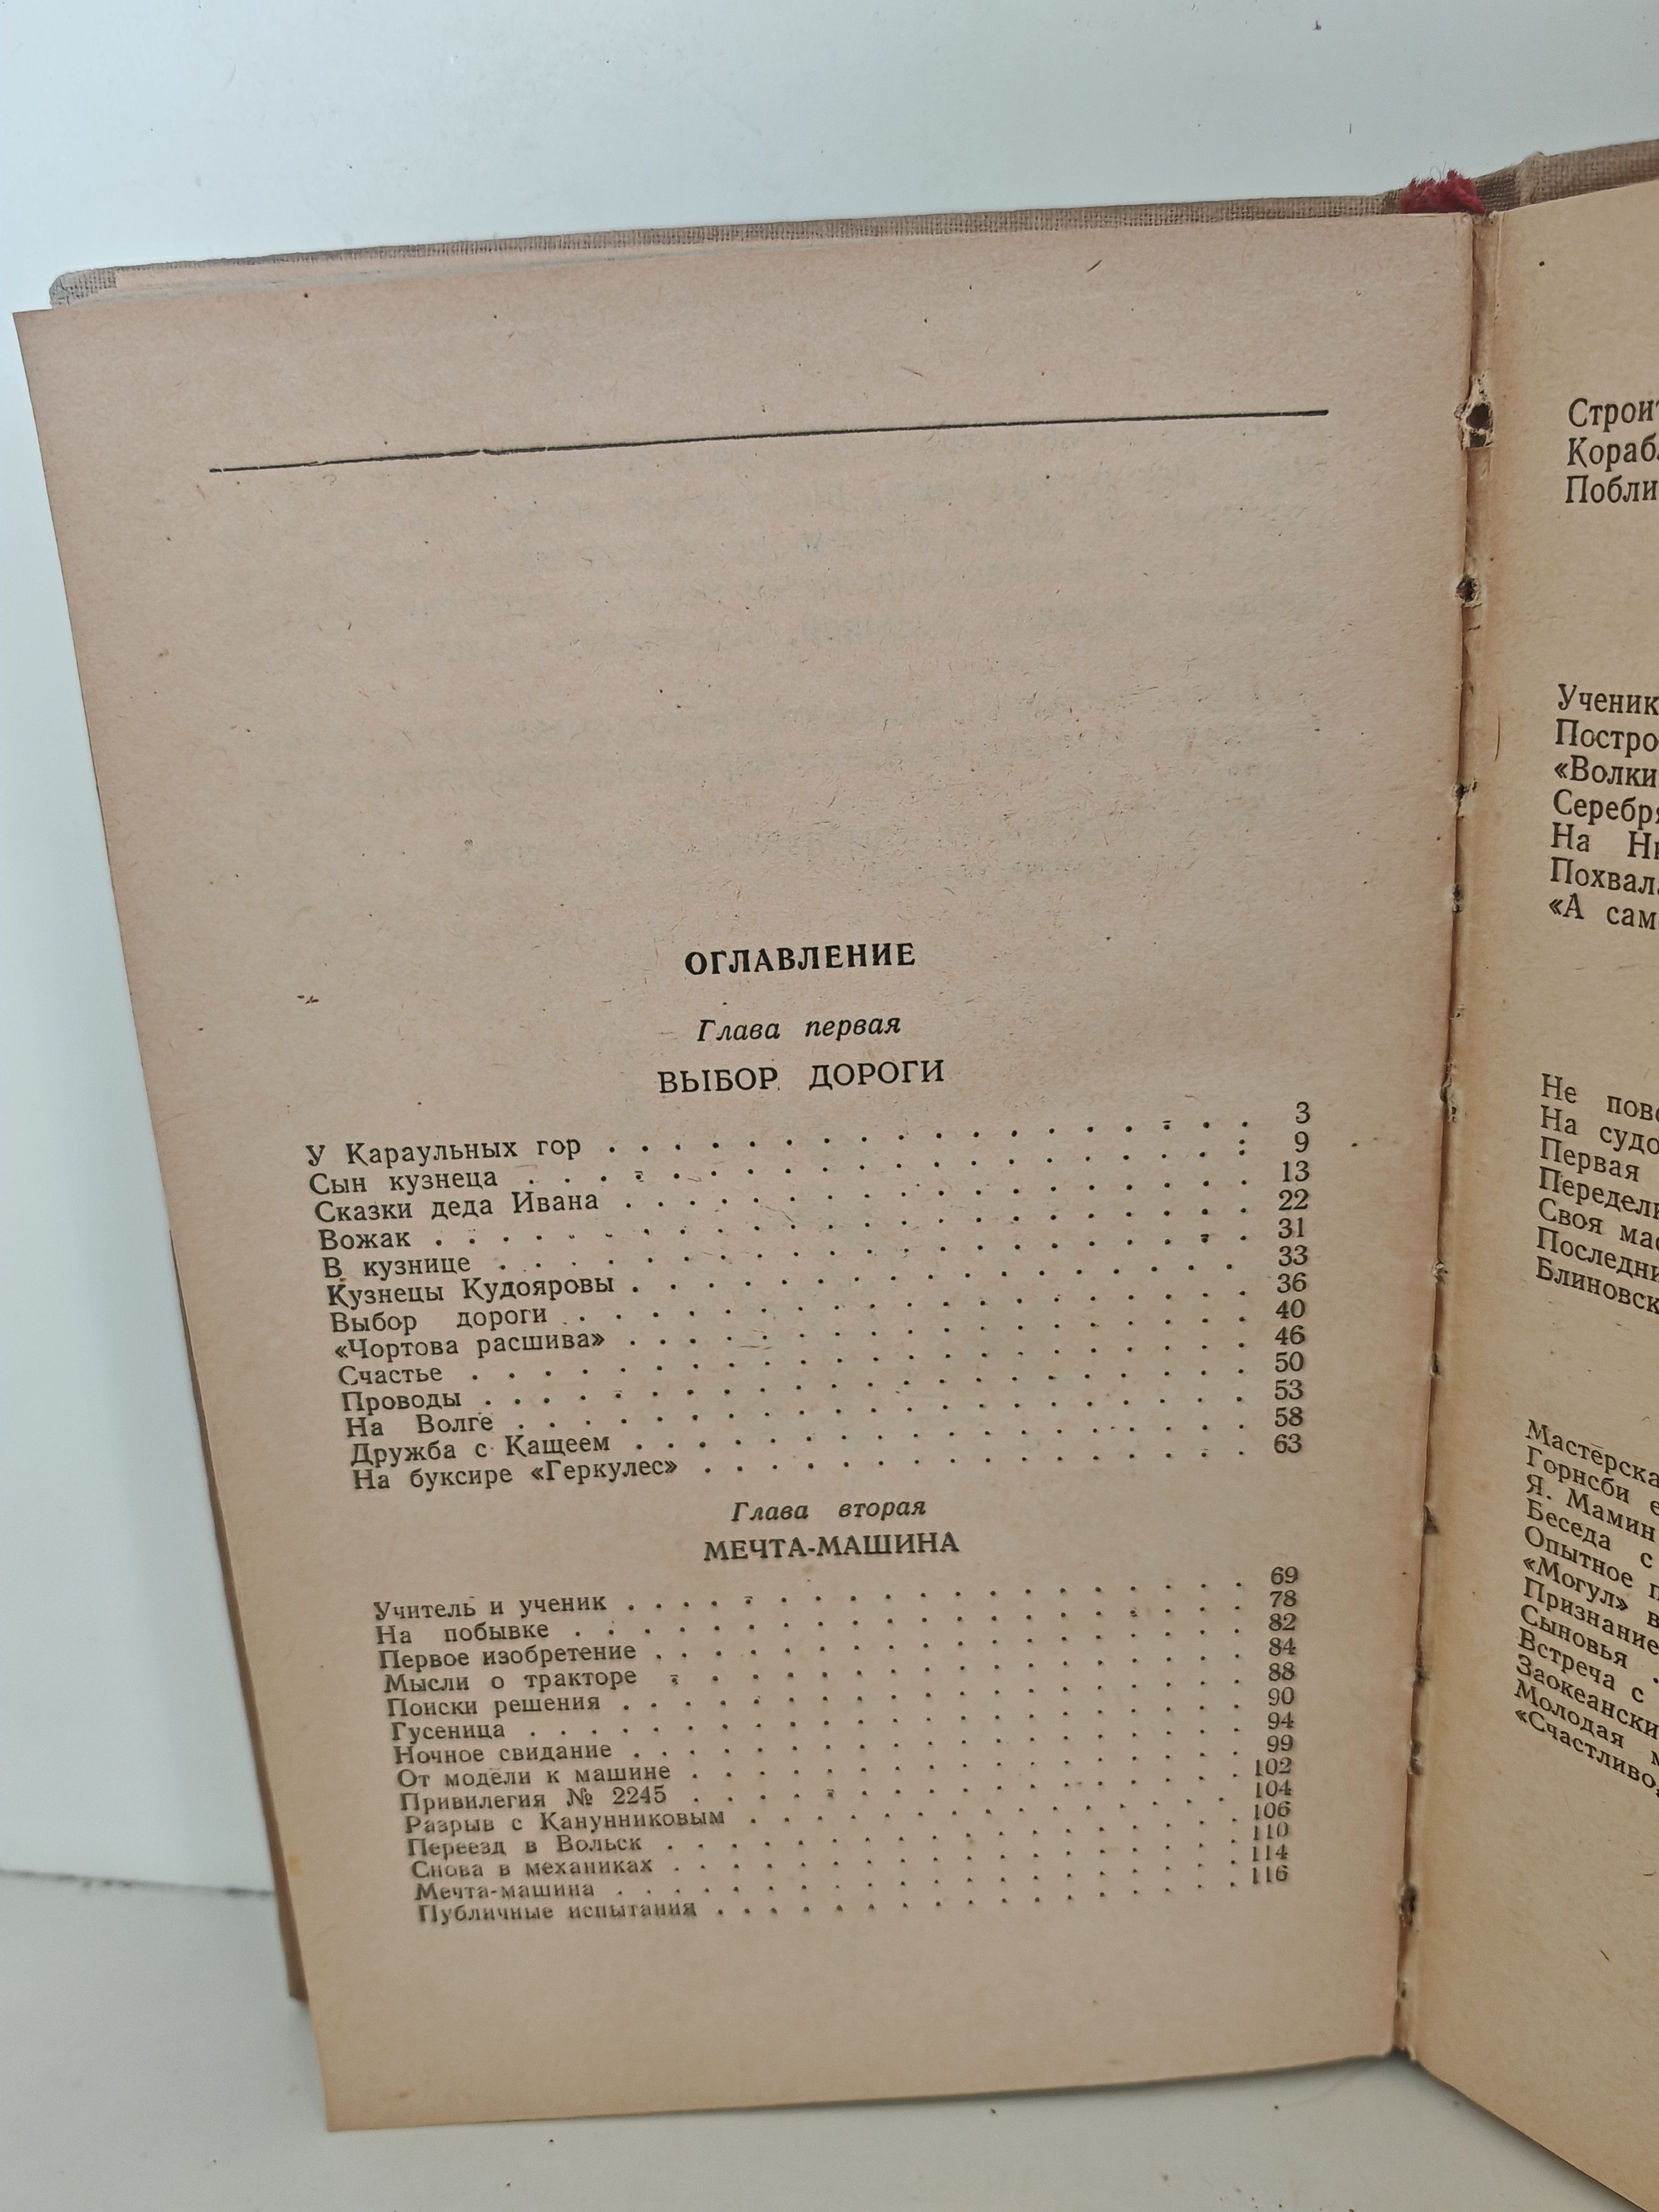 ОГЛАВЛЕНИЕ
Глава первая
ВЫБОР ДОРОГИ
У Караульных гор . . . . . . . . . . . . . . . . . 3
Сын кузнеца . . . . . . . . . . . . . . . . . . . 9
Сказки деда Ивана . . . . . . . . . . . . . . . . 13
Вожак . . . . . . . . . . . . . . . . . . . . . 22
В кузнице . . . . . . . . . . . . . . . . . . . 31
Кузнецы Кудояровы . . . . . . . . . . . . . . . . 33
Выбор дороги . . . . . . . . . . . . . . . . . . 36
«Чортова расшива» . . . . . . . . . . . . . . . . 40
Счастье . . . . . . . . . . . . . . . . . . . . 46
Проводы . . . . . . . . . . . . . . . . . . . . 50
На Волге . . . . . . . . . . . . . . . . . . . 53
Дружба с Кащеем . . . . . . . . . . . . . . . . 58
На буксире «Геркулес» . . . . . . . . . . . . . . 63
Глава вторая
МЕЧТА-МАШИНА
Учитель и ученик . . . . . . . . . . . . . . . . 69
На побывке . . . . . . . . . . . . . . . . . . 78
Первое изобретение . . . . . . . . . . . . . . . 82
Мысли о тракторе . . . . . . . . . . . . . . . . 84
Поиски решения . . . . . . . . . . . . . . . . . 88
Гусеница . . . . . . . . . . . . . . . . . . . 90
Ночное свидание . . . . . . . . . . . . . . . . 94
От модели к машине . . . . . . . . . . . . . . . 99
Привилегия № 2245 . . . . . . . . . . . . . . . 102
Разрыв с Канунниковым . . . . . . . . . . . . . . 104
Переезд в Вольск . . . . . . . . . . . . . . . . 106
Снова в механиках . . . . . . . . . . . . . . . 110
Мечта-машина . . . . . . . . . . . . . . . . . 114
Публичные испытания . . . . . . . . . . . . . . . 116
Строит
Кораб
Побли
Ученик
Постро
«Волки
Серебр
На Ни
Похвал
«А сам
Не пов
На судо
Первая
Передел
Своя мас
Последни
Блиновск
Мастерска
Горнсби
Я. Мамин
Беседа с
Опытное п
«Могул» в
Признание
Сыновья .
Встреча с
Заокеански
Молодая м
«Счастливо